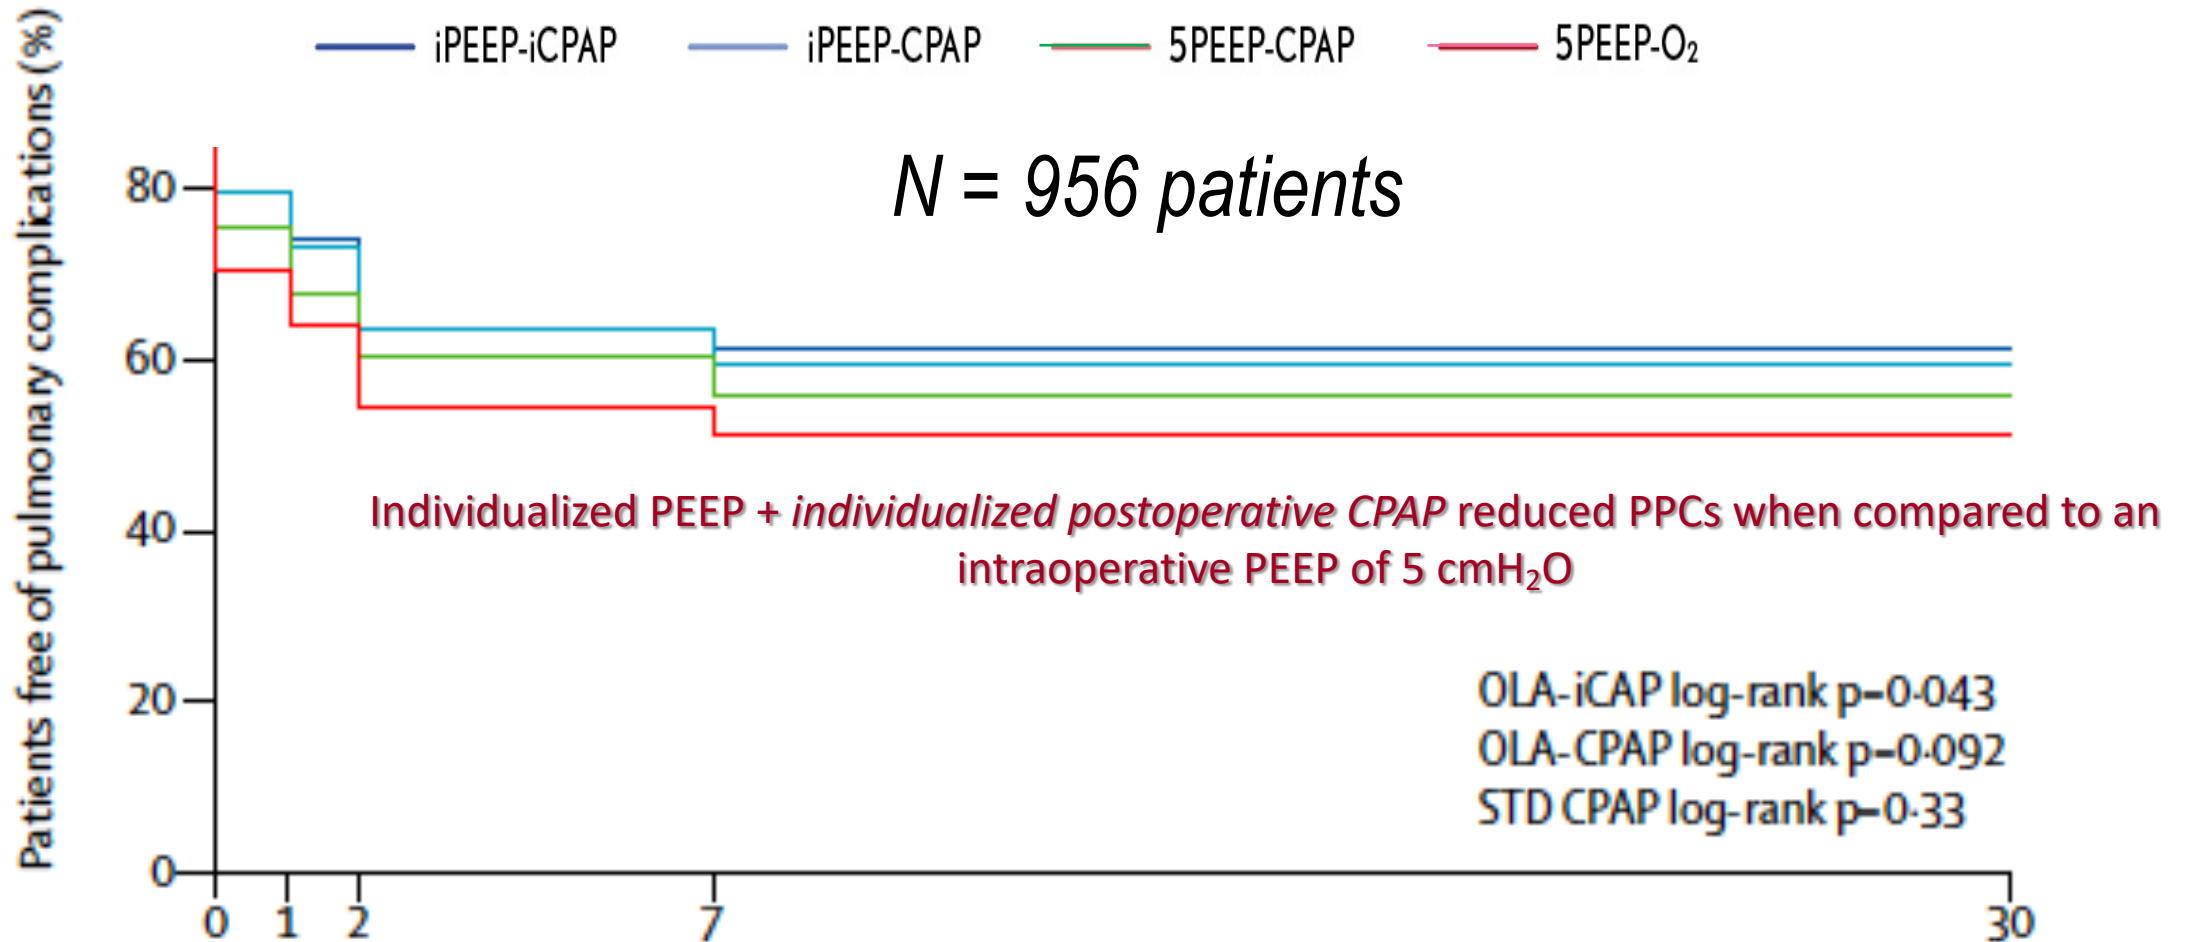 iPEEP-iCPAP iPEEP-CPAP 5PEEP-CPAP 5PEEP-O₂
Patients free of pulmonary complications (%)
N = 956 patients
80
60
40
20
0
Individualized PEEP + individualized postoperative CPAP reduced PPCs when compared to an
intraoperative PEEP of 5 cmH₂O
OLA-iCAP log-rank p=0·043
OLA-CPAP log-rank p=0·092
STD CPAP log-rank p=0·33
0 1 2 7 30